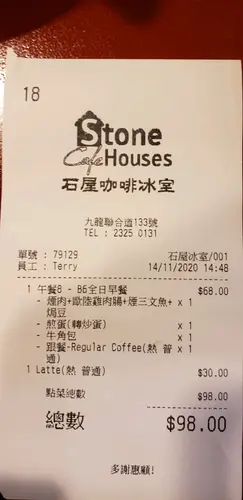 18
Stone
Cafe Houses
石屋咖啡冰室
九龍聯合道133號
TEL : 2325 0131
單號 : 79129 石屋冰室/001
員工 : Terry 14/11/2020 14:48
1 午餐B - B6全日早餐 $68.00
- 煙肉+歐陸雞肉腸+煙三文魚+ x 1
焗豆
- 煎蛋(轉炒蛋) x 1
- 牛角包 x 1
- 跟餐-Regular Coffee(熱 普 x 1
通)
1 Latte(熱 普通) $30.00
點菜總數 $98.00
總數 $98.00
多謝惠顧!